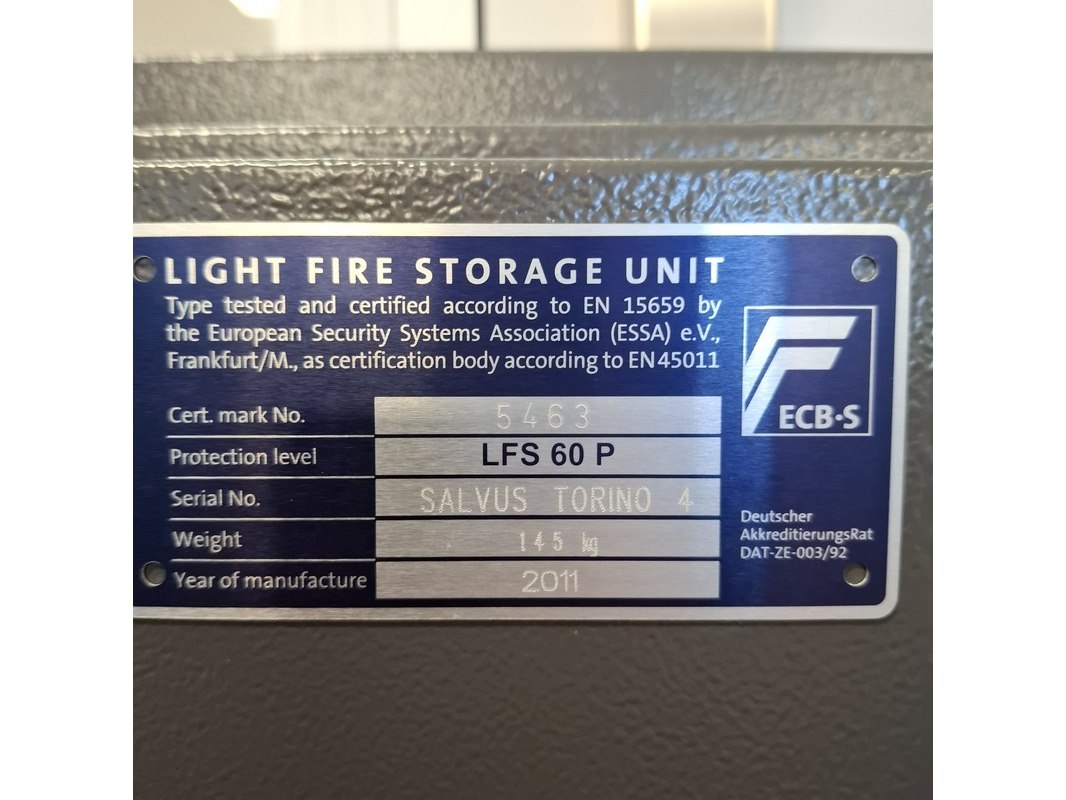 LIGHT FIRE STORAGE UNIT
Type tested and certified according to EN 15659 by
the European Security Systems Association (ESSA) e.V.,
Frankfurt/M., as certification body according to EN 45011
ECB·S
Cert. mark No. 5463
Protection level LFS 60 P
Serial No. SALVUS TORINO 4
Weight 145 kg
Year of manufacture 2011
Deutscher
AkkreditierungsRat
DAT-ZE-003/92